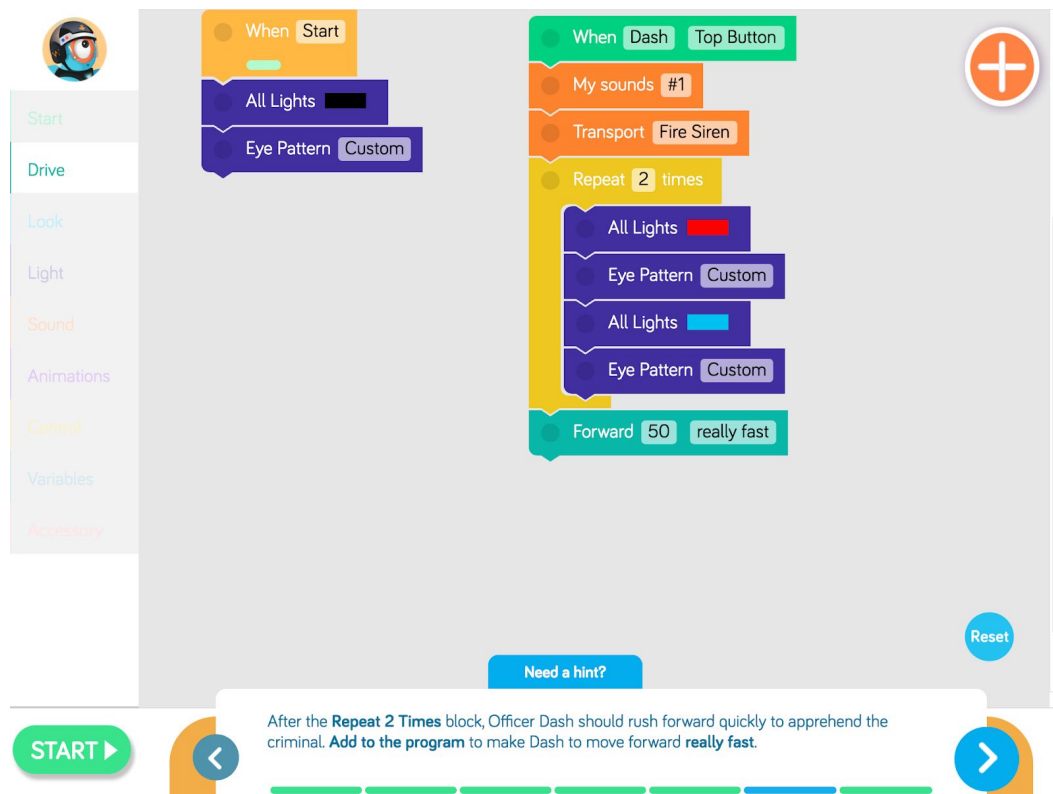 Start
Drive
Look
Light
Sound
Animations
Control
Variables
Accessory
When Start
All Lights
Eye Pattern Custom
When Dash Top Button
My sounds #1
Transport Fire Siren
Repeat 2 times
All Lights
Eye Pattern Custom
All Lights
Eye Pattern Custom
Forward 50 really fast
Reset
Need a hint?
START
After the Repeat 2 Times block, Officer Dash should rush forward quickly to apprehend the
criminal. Add to the program to make Dash to move forward really fast.